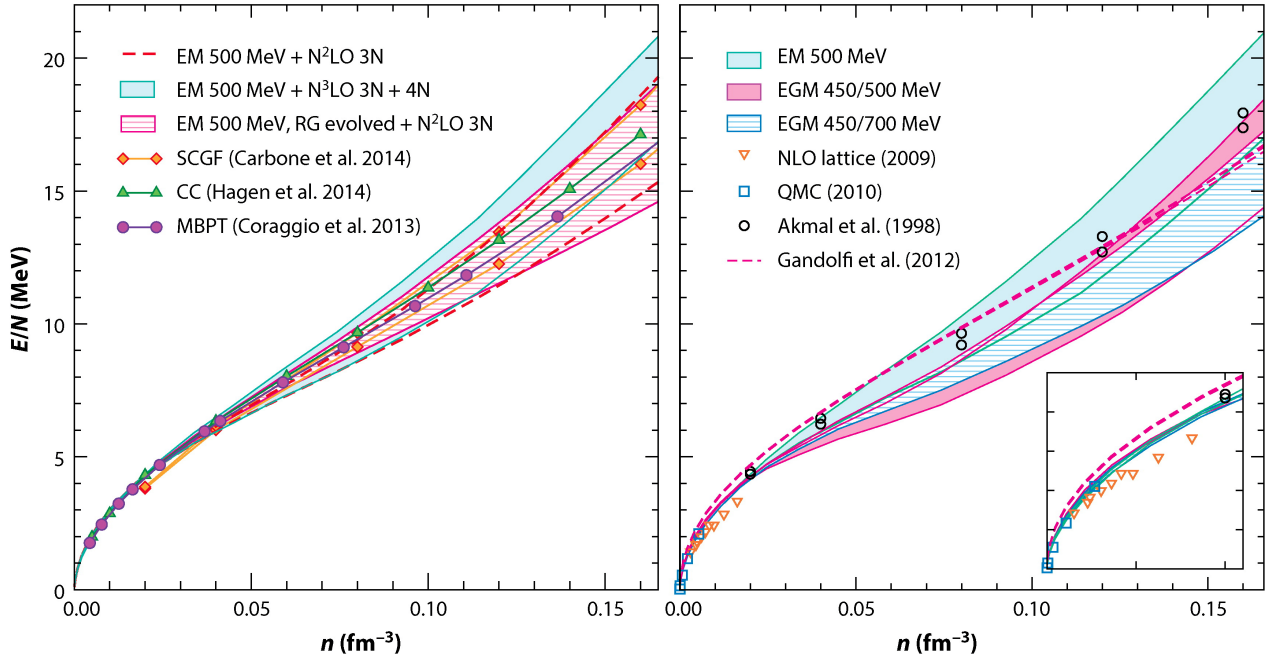 EM 500 MeV + N²LO 3N
EM 500 MeV + N³LO 3N + 4N
EM 500 MeV, RG evolved + N²LO 3N
SCGF (Carbone et al. 2014)
CC (Hagen et al. 2014)
MBPT (Coraggio et al. 2013)
E/N (MeV)
20
15
10
5
0
0.00
0.05
0.10
0.15
n (fm⁻³)
EM 500 MeV
EGM 450/500 MeV
EGM 450/700 MeV
NLO lattice (2009)
QMC (2010)
Akmal et al. (1998)
Gandolfi et al. (2012)
0.00
0.05
0.10
0.15
n (fm⁻³)